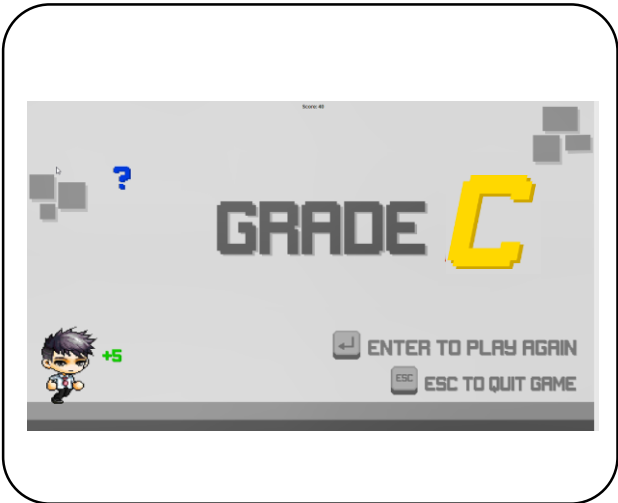 Score: 40
?
GRADE C
+5
ENTER TO PLAY AGAIN
ESC ESC TO QUIT GAME